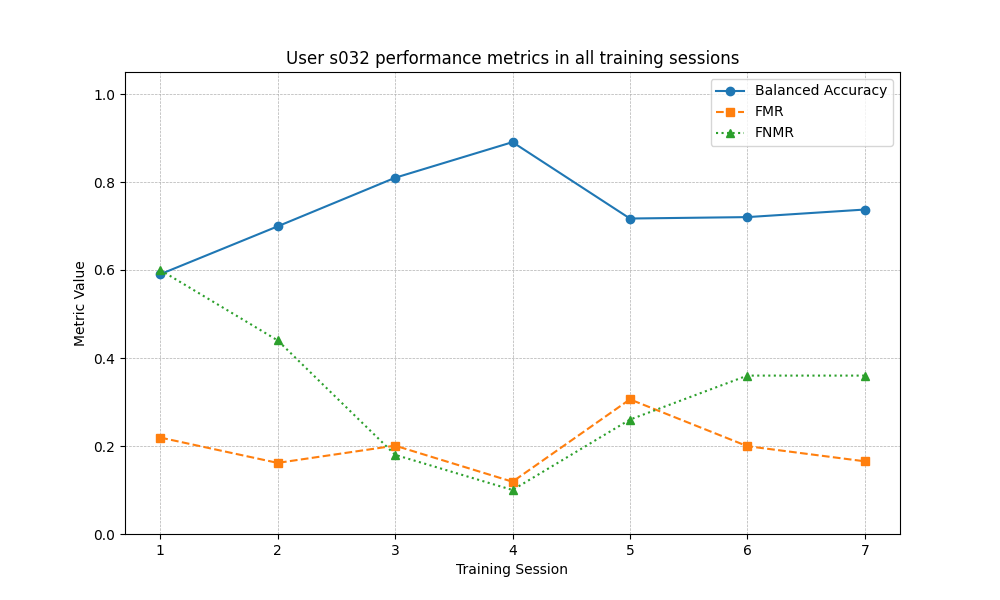 User s032 performance metrics in all training sessions
Balanced Accuracy
FMR
FNMR
1.0
0.8
0.6
0.4
0.2
0.0
Metric Value
1 2 3 4 5 6 7
Training Session